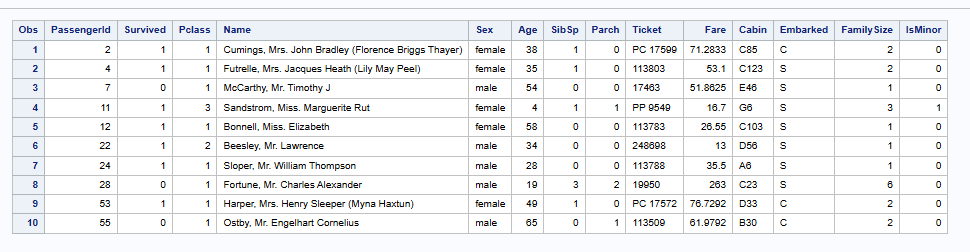 Obs PassengerId Survived Pclass Name Sex Age SibSp Parch Ticket Fare Cabin Embarked FamilySize IsMinor
1 2 1 1 Cumings, Mrs. John Bradley (Florence Briggs Thayer) female 38 1 0 PC 17599 71.2833 C85 C 2 0
2 4 1 1 Futrelle, Mrs. Jacques Heath (Lily May Peel) female 35 1 0 113803 53.1 C123 S 2 0
3 7 0 1 McCarthy, Mr. Timothy J male 54 0 0 17463 51.8625 E46 S 1 0
4 11 1 3 Sandstrom, Miss. Marguerite Rut female 4 1 1 PP 9549 16.7 G6 S 3 1
5 12 1 1 Bonnell, Miss. Elizabeth female 58 0 0 113783 26.55 C103 S 1 0
6 22 1 2 Beesley, Mr. Lawrence male 34 0 0 248698 13 D56 S 1 0
7 24 1 1 Sloper, Mr. William Thompson male 28 0 0 113788 35.5 A6 S 1 0
8 28 0 1 Fortune, Mr. Charles Alexander male 19 3 2 19950 263 C23 S 6 0
9 53 1 1 Harper, Mrs. Henry Sleeper (Myna Haxtun) female 49 1 0 PC 17572 76.7292 D33 C 2 0
10 55 0 1 Ostby, Mr. Engelhart Cornelius male 65 0 1 113509 61.9792 B30 C 2 0